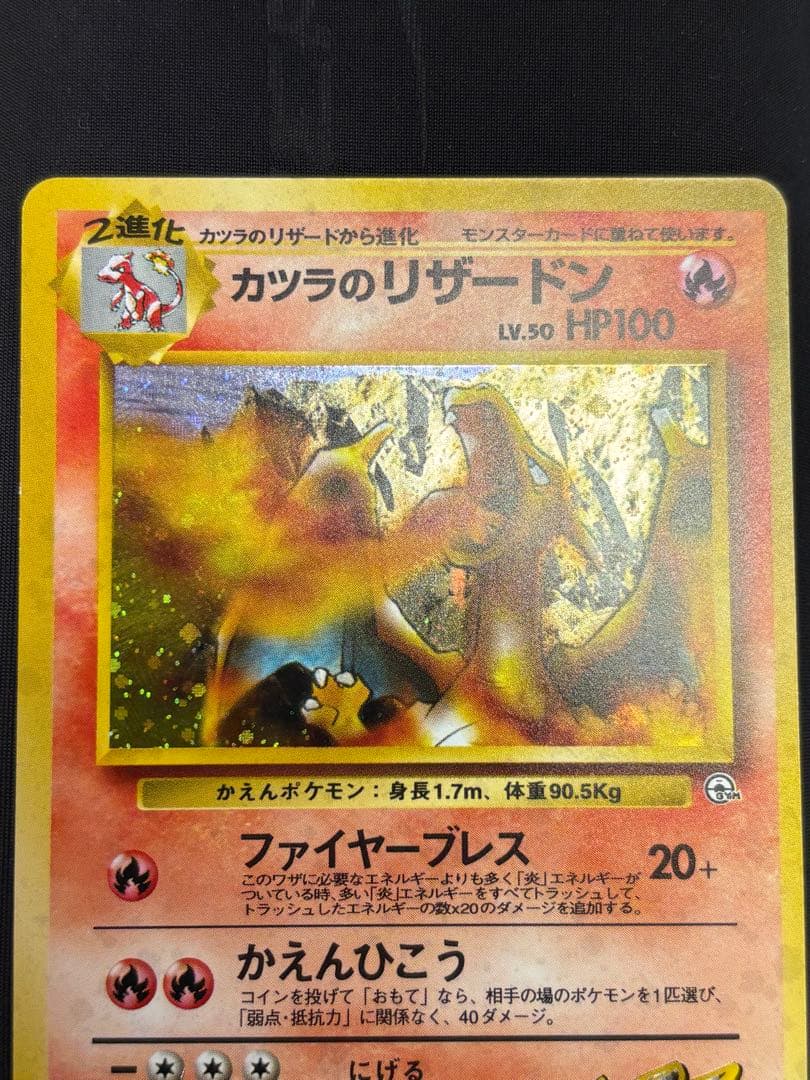 2進化
カツラのリザードから進化
モンスターカードに重ねて使います。
カツラのリザードン
LV.50 HP100
かえんポケモン：身長1.7m、体重90.5Kg
GYM
ファイヤーブレス 20+
このワザに必要なエネルギーよりも多く「炎」エネルギーが
ついている時、多い「炎」エネルギーをすべてトラッシュして、
トラッシュしたエネルギーの数x20のダメージを追加する。
かえんひこう
コインを投げて「おもて」なら、相手の場のポケモンを1匹選び、
「弱点・抵抗力」に関係なく、40ダメージ。
にげる